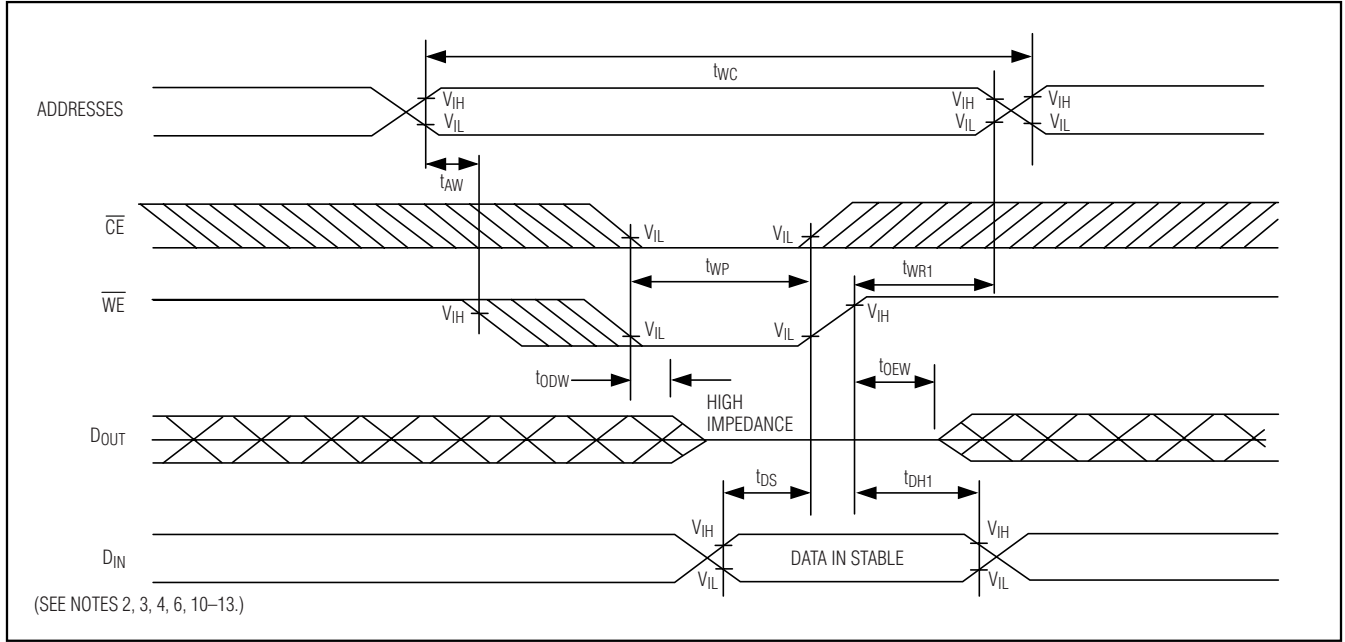 tWC
ADDRESSES
VIH
VIL
VIH
VIL
VIH
VIL
tAW
CE
VIL
VIL
tWP
tWR1
WE
VIH
VIL
VIL
VIH
tODW
tOEW
HIGH
IMPEDANCE
DOUT
tDS
tDH1
VIH
VIH
DIN
DATA IN STABLE
VIL
VIL
(SEE NOTES 2, 3, 4, 6, 10–13.)